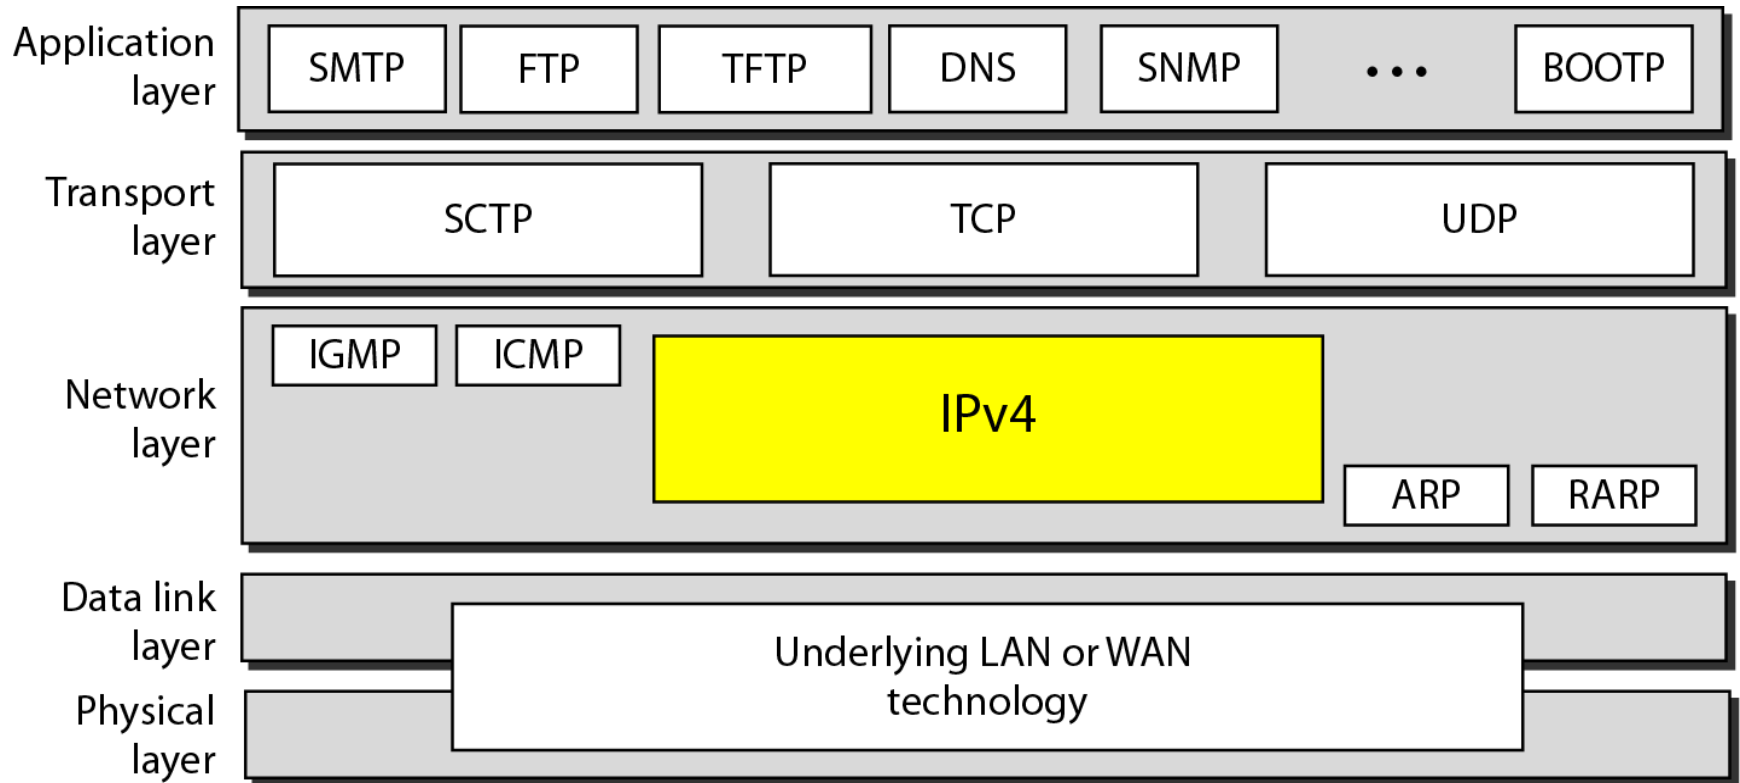 Application
layer
SMTP
FTP
TFTP
DNS
SNMP
...
BOOTP
Transport
layer
SCTP
TCP
UDP
Network
layer
IGMP
ICMP
IPv4
ARP
RARP
Data link
layer
Underlying LAN or WAN
technology
Physical
layer